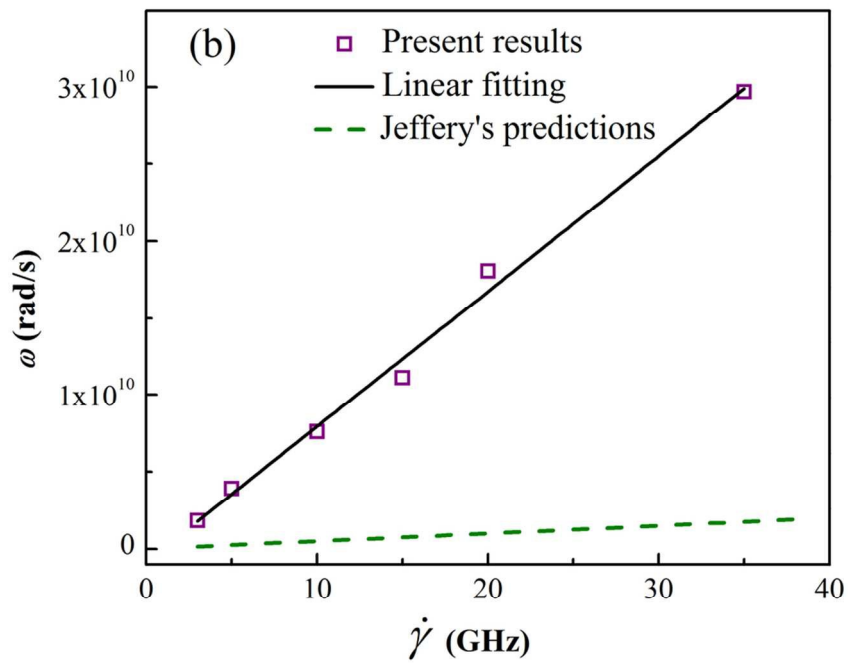 (b)
Present results
Linear fitting
Jeffery's predictions
3x10¹⁰
2x10¹⁰
1x10¹⁰
0
0 10 20 30 40
ω (rad/s)
γ̇ (GHz)